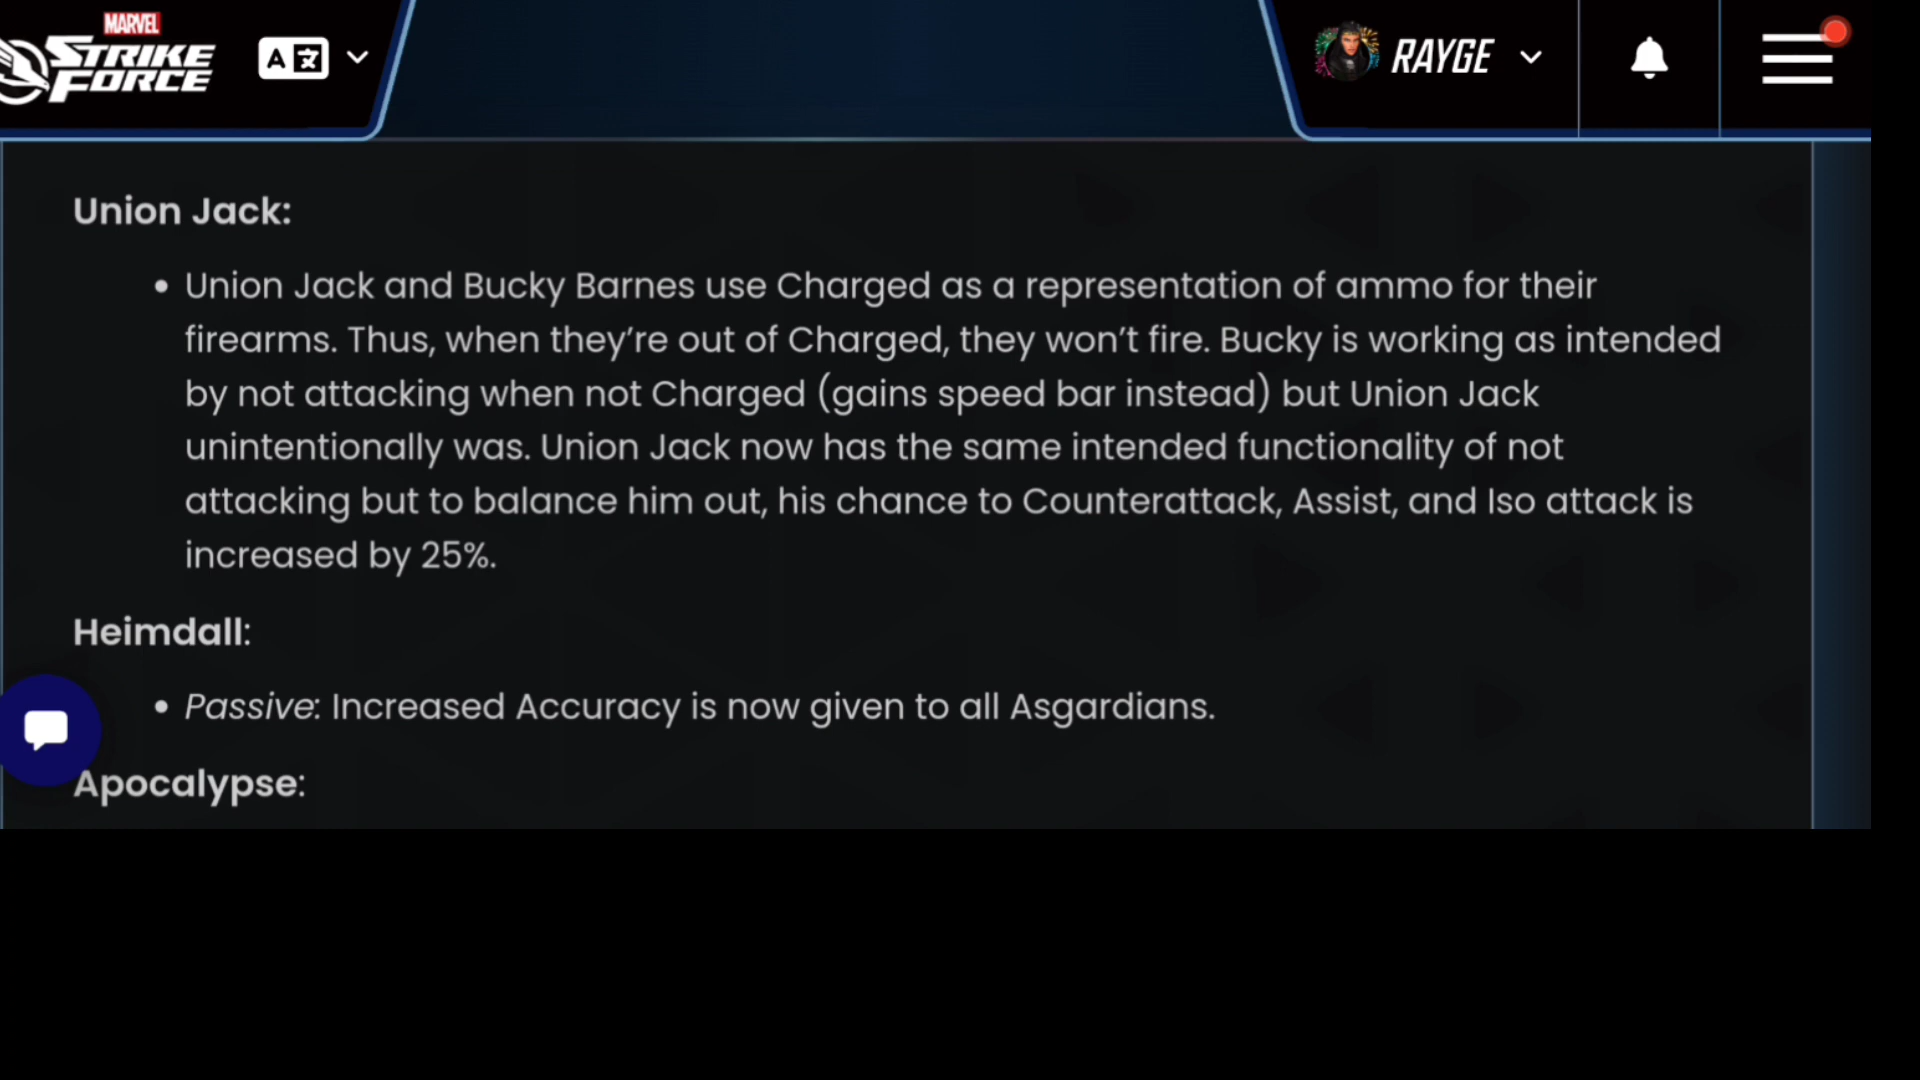 MARVEL
STRIKE
FORCE
A
RAYGE
Union Jack:
• Union Jack and Bucky Barnes use Charged as a representation of ammo for their
firearms. Thus, when they’re out of Charged, they won’t fire. Bucky is working as intended
by not attacking when not Charged (gains speed bar instead) but Union Jack
unintentionally was. Union Jack now has the same intended functionality of not
attacking but to balance him out, his chance to Counterattack, Assist, and Iso attack is
increased by 25%.
Heimdall:
• Passive: Increased Accuracy is now given to all Asgardians.
Apocalypse: